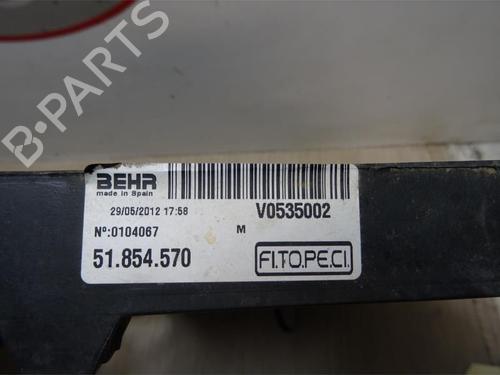 B-PARTS
BEHR
made in Spain
29/05/2012 17:58 V0535002
Nº:0104067 M
51.854.570 FI.TO.PE.CI.